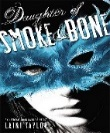 Daughter of
SMOKE & BONE
LAINI TAYLOR